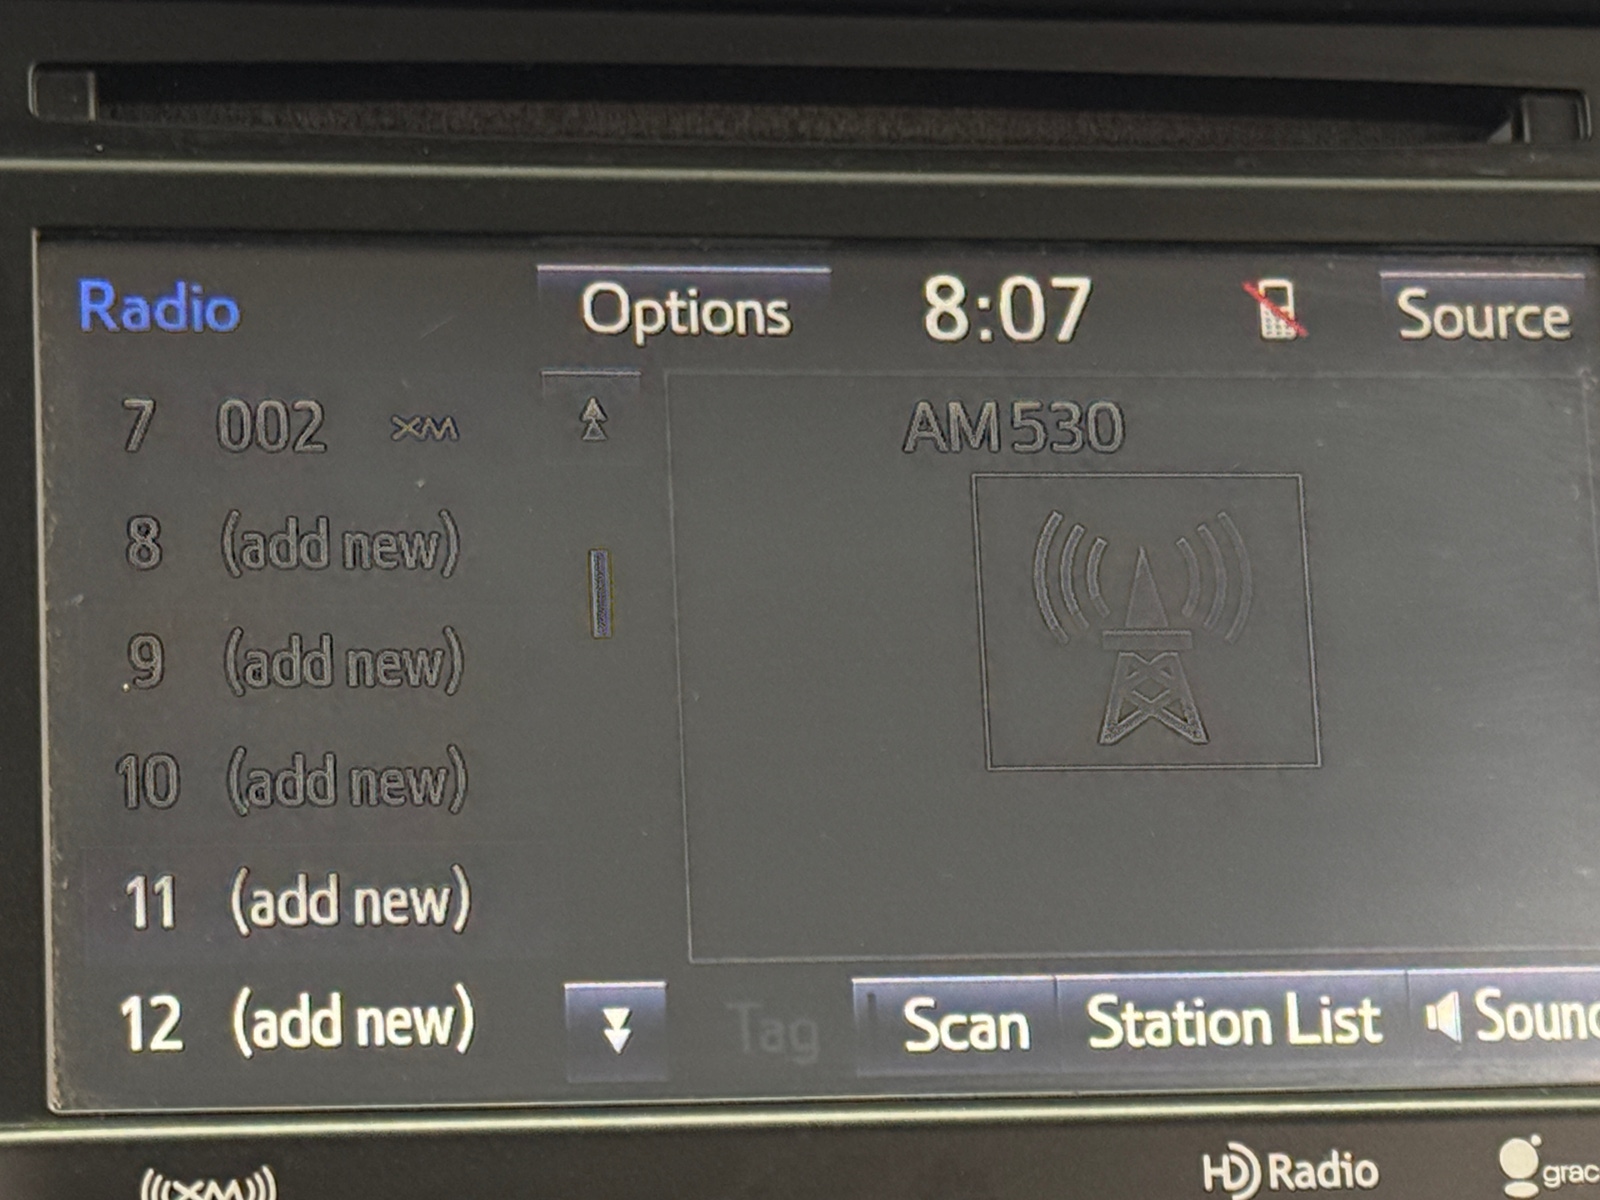 Radio Options 8:07 Source
7 002 XM
AM 530
8 (add new)
9 (add new)
10 (add new)
11 (add new)
12 (add new)
Tag Scan Station List Soun
((XM)) HD Radio grac